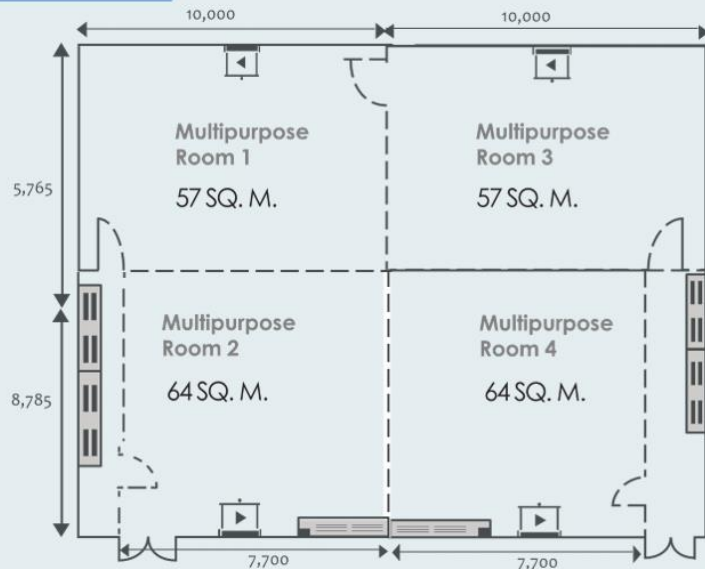 10,000
10,000
Multipurpose
Room 1
57 SQ. M.
Multipurpose
Room 3
57 SQ. M.
5,765
Multipurpose
Room 2
64 SQ. M.
Multipurpose
Room 4
64 SQ. M.
8,785
7,700
7,700